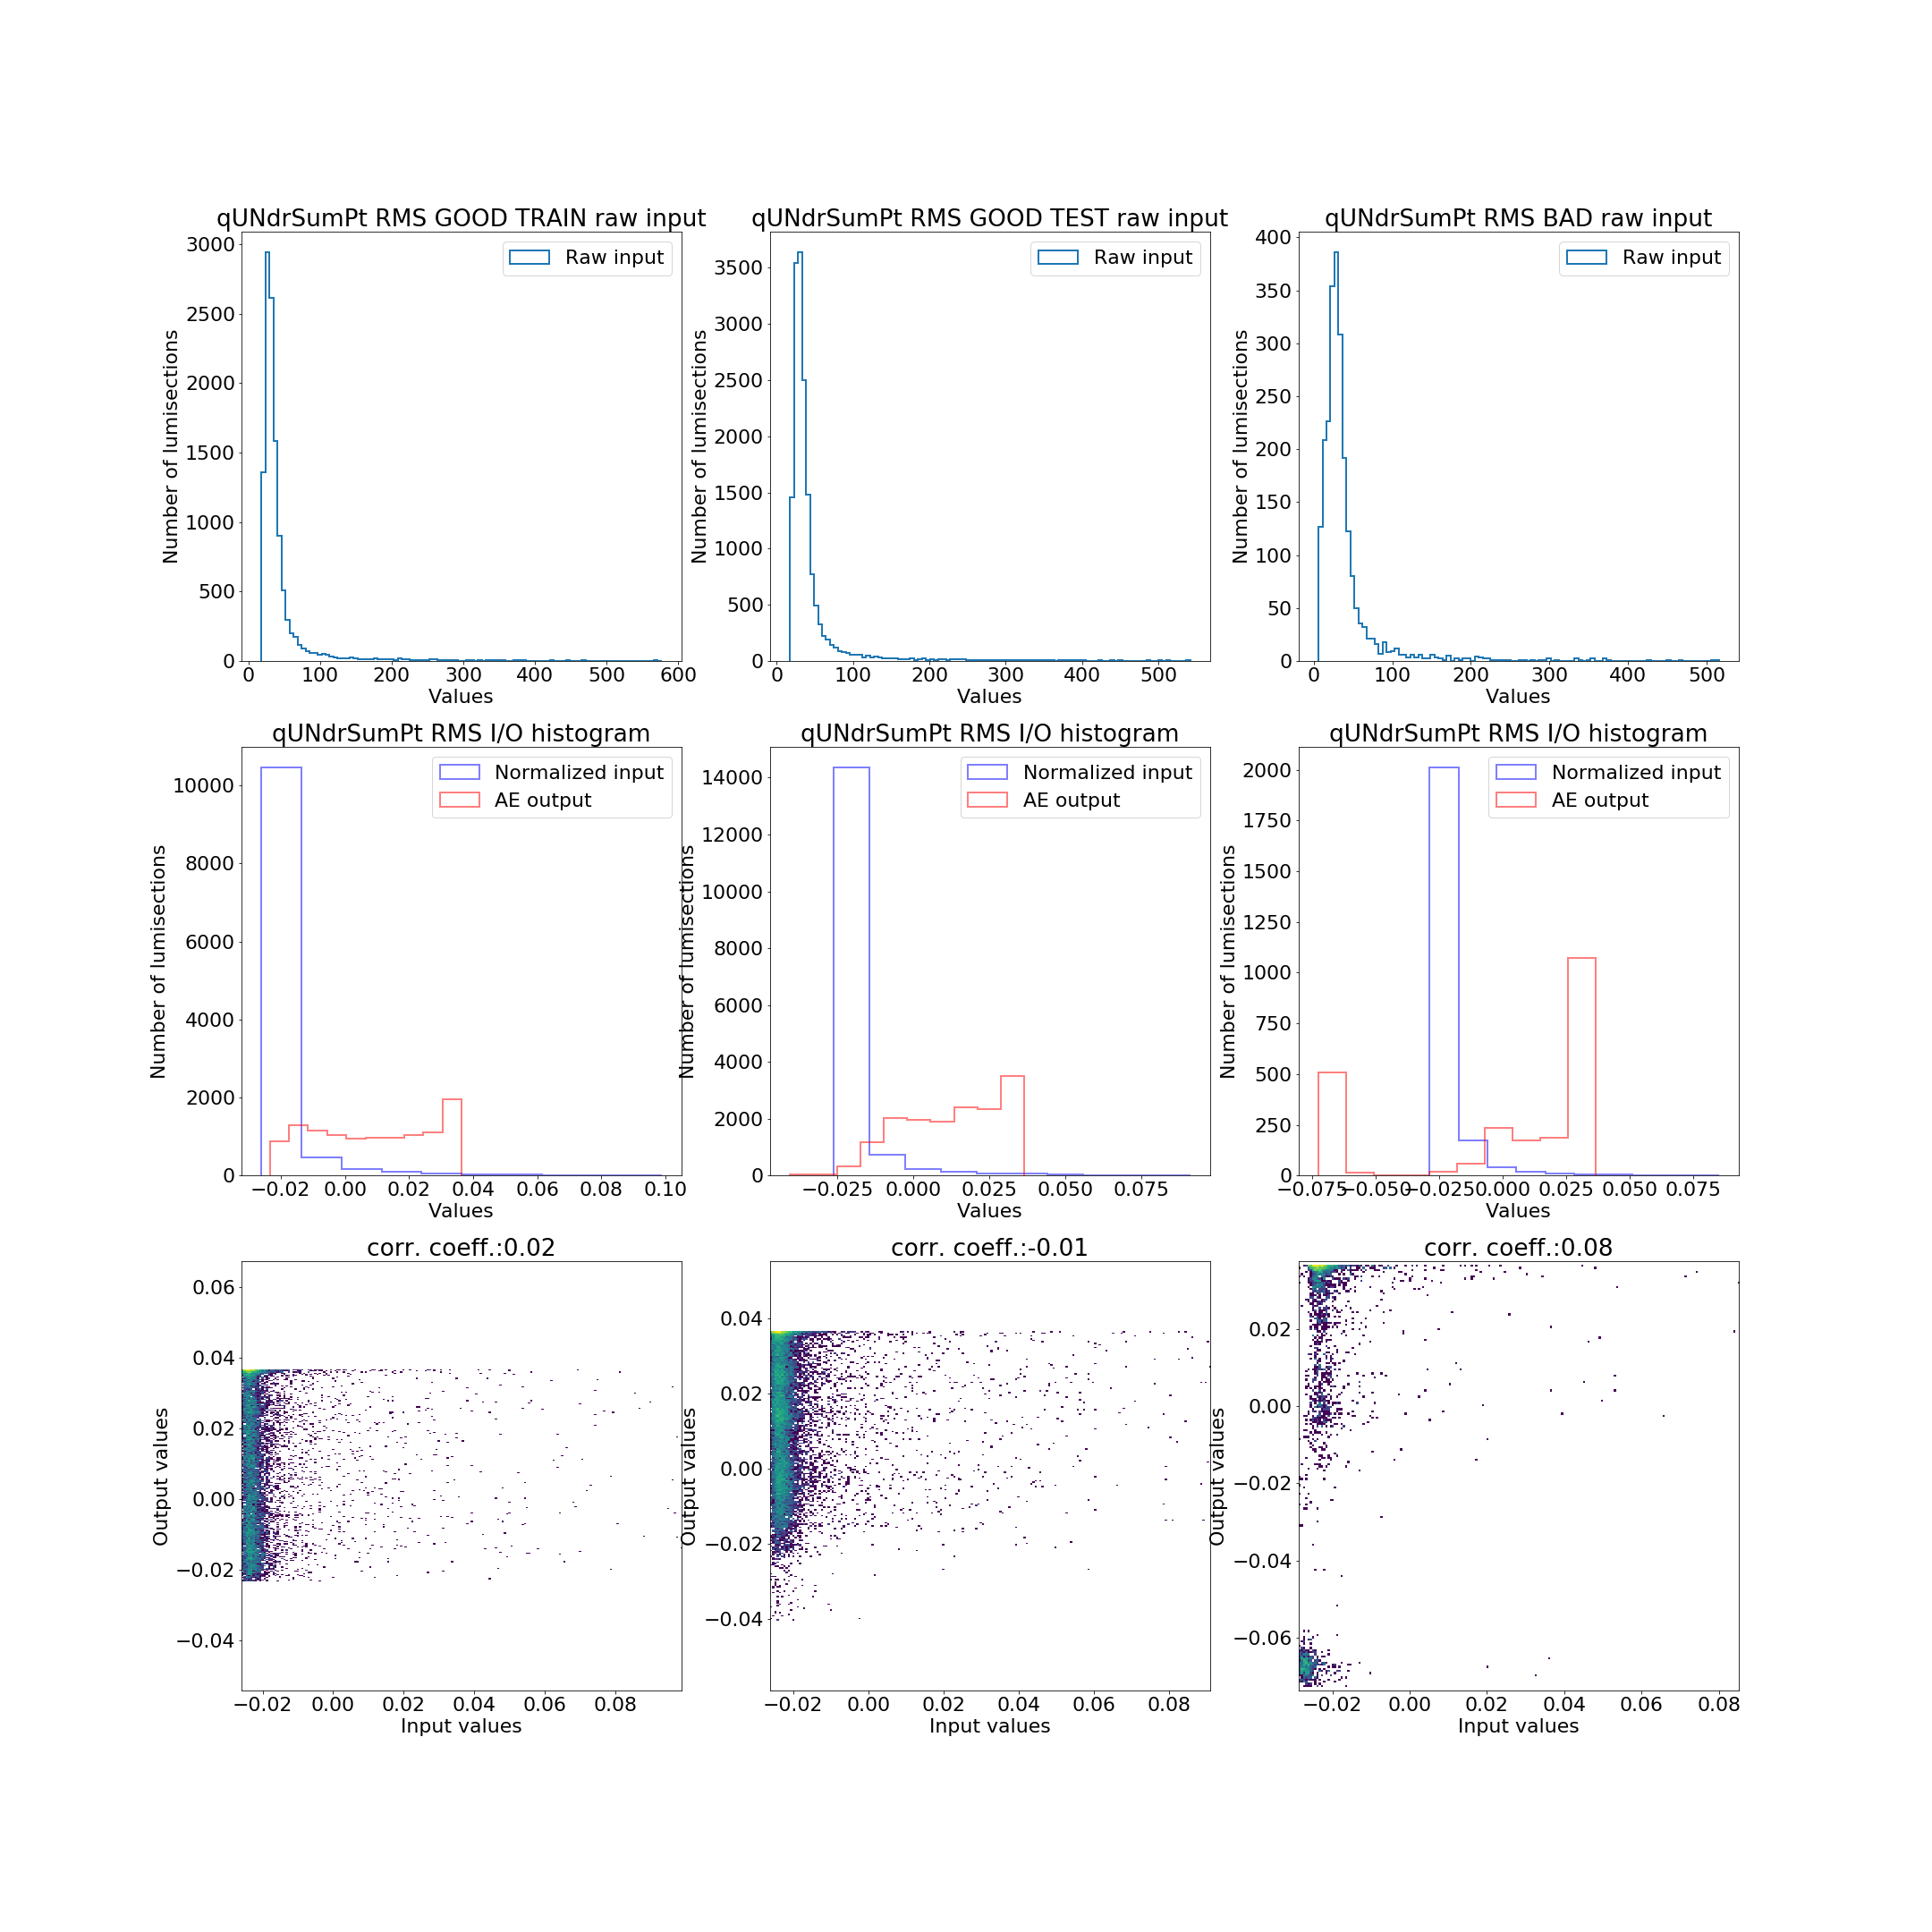 qUNdrSumPt RMS GOOD TRAIN raw input
3000
2500
2000
1500
1000
500
0
Number of lumisections
Raw input
0 100 200 300 400 500 600
Values
qUNdrSumPt RMS GOOD TEST raw input
3500
3000
2500
2000
1500
1000
500
0
Number of lumisections
Raw input
0 100 200 300 400 500
Values
qUNdrSumPt RMS BAD raw input
400
350
300
250
200
150
100
50
0
Number of lumisections
Raw input
0 100 200 300 400 500
Values
qUNdrSumPt RMS I/O histogram
10000
8000
6000
4000
2000
0
Number of lumisections
Normalized input
AE output
−0.02 0.00 0.02 0.04 0.06 0.08 0.10
Values
qUNdrSumPt RMS I/O histogram
14000
12000
10000
8000
6000
4000
2000
0
Number of lumisections
Normalized input
AE output
−0.025 0.000 0.025 0.050 0.075
Values
qUNdrSumPt RMS I/O histogram
2000
1750
1500
1250
1000
750
500
250
0
Number of lumisections
Normalized input
AE output
−0.075 −0.050 −0.025 0.000 0.025 0.050 0.075
Values
corr. coeff.:0.02
0.06
0.04
0.02
0.00
−0.02
−0.04
Output values
−0.02 0.00 0.02 0.04 0.06 0.08
Input values
corr. coeff.:-0.01
0.04
0.02
0.00
−0.02
−0.04
Output values
−0.02 0.00 0.02 0.04 0.06 0.08
Input values
corr. coeff.:0.08
0.02
0.00
−0.02
−0.04
−0.06
Output values
−0.02 0.00 0.02 0.04 0.06 0.08
Input values